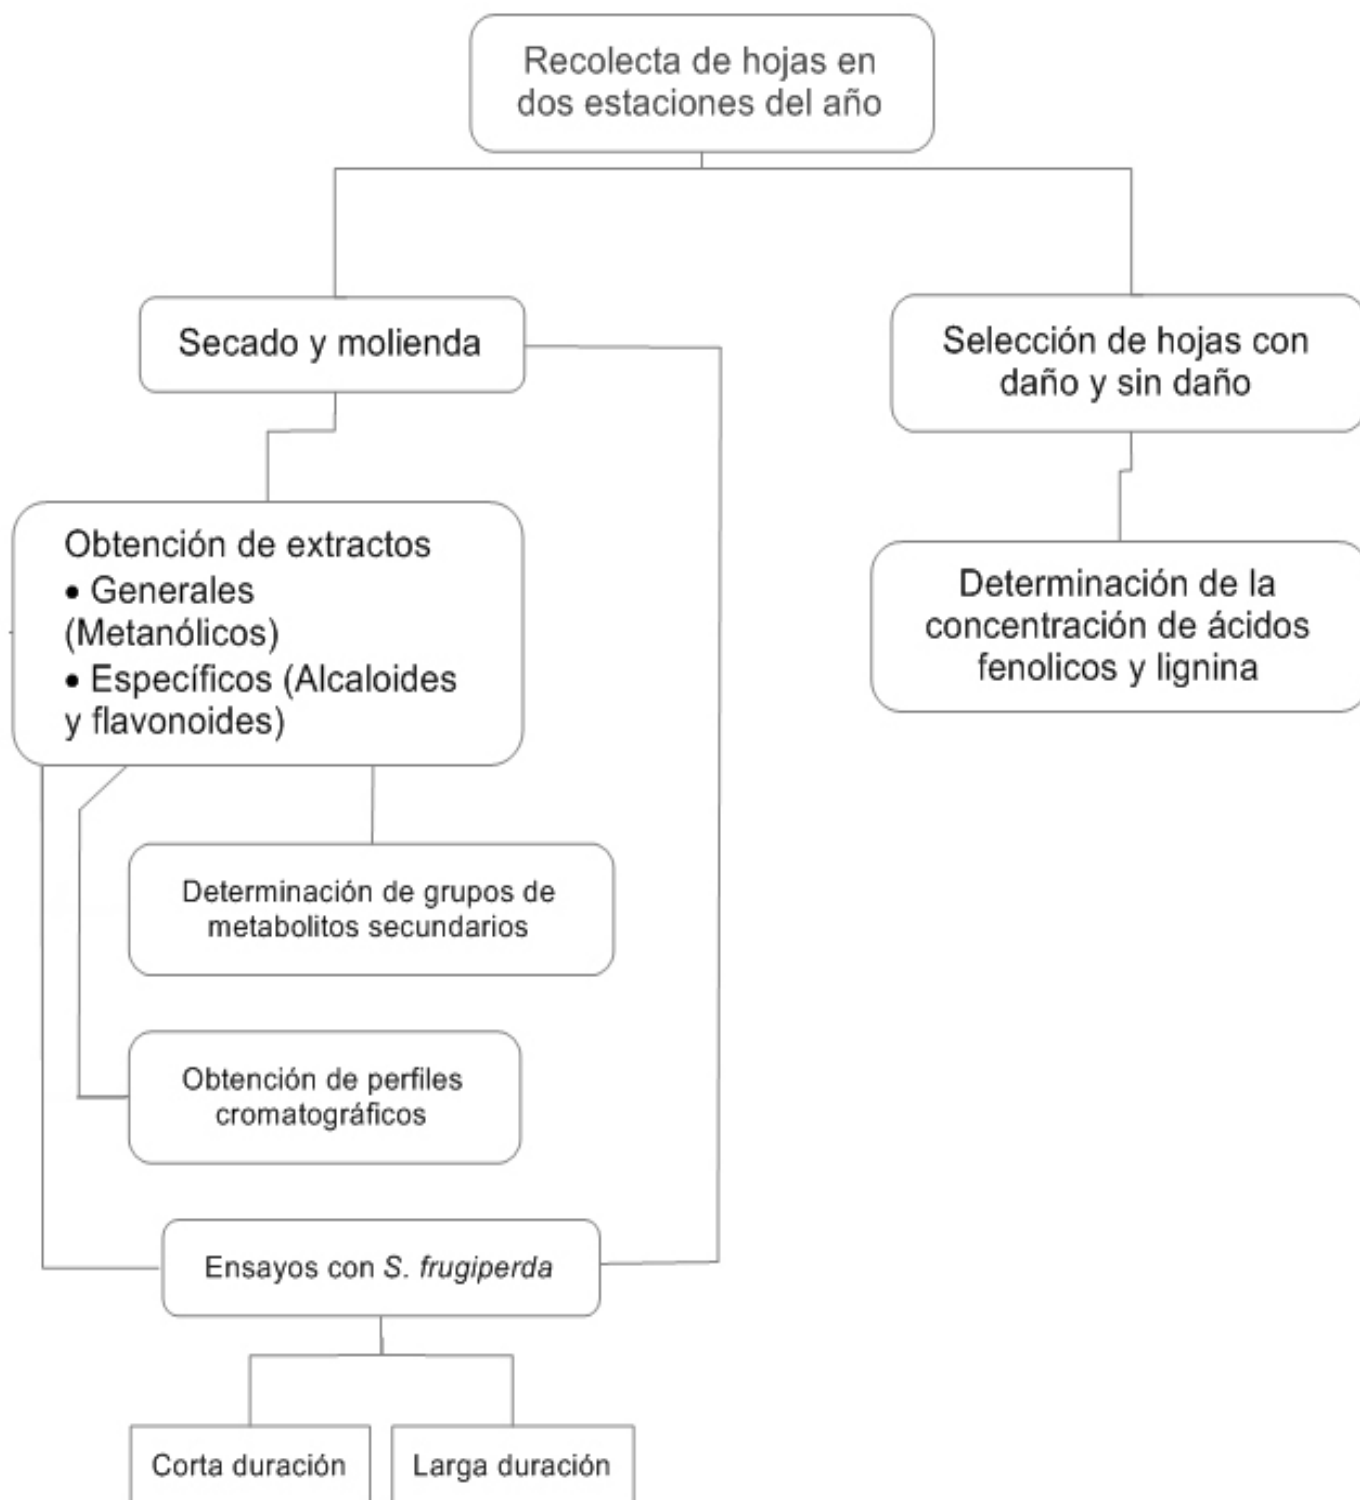 Recolecta de hojas en
dos estaciones del año
Secado y molienda
Selección de hojas con
daño y sin daño
Obtención de extractos
• Generales
(Metanólicos)
• Específicos (Alcaloides
y flavonoides)
Determinación de la
concentración de ácidos
fenolicos y lignina
Determinación de grupos de
metabolitos secundarios
Obtención de perfiles
cromatográficos
Ensayos con S. frugiperda
Corta duración
Larga duración